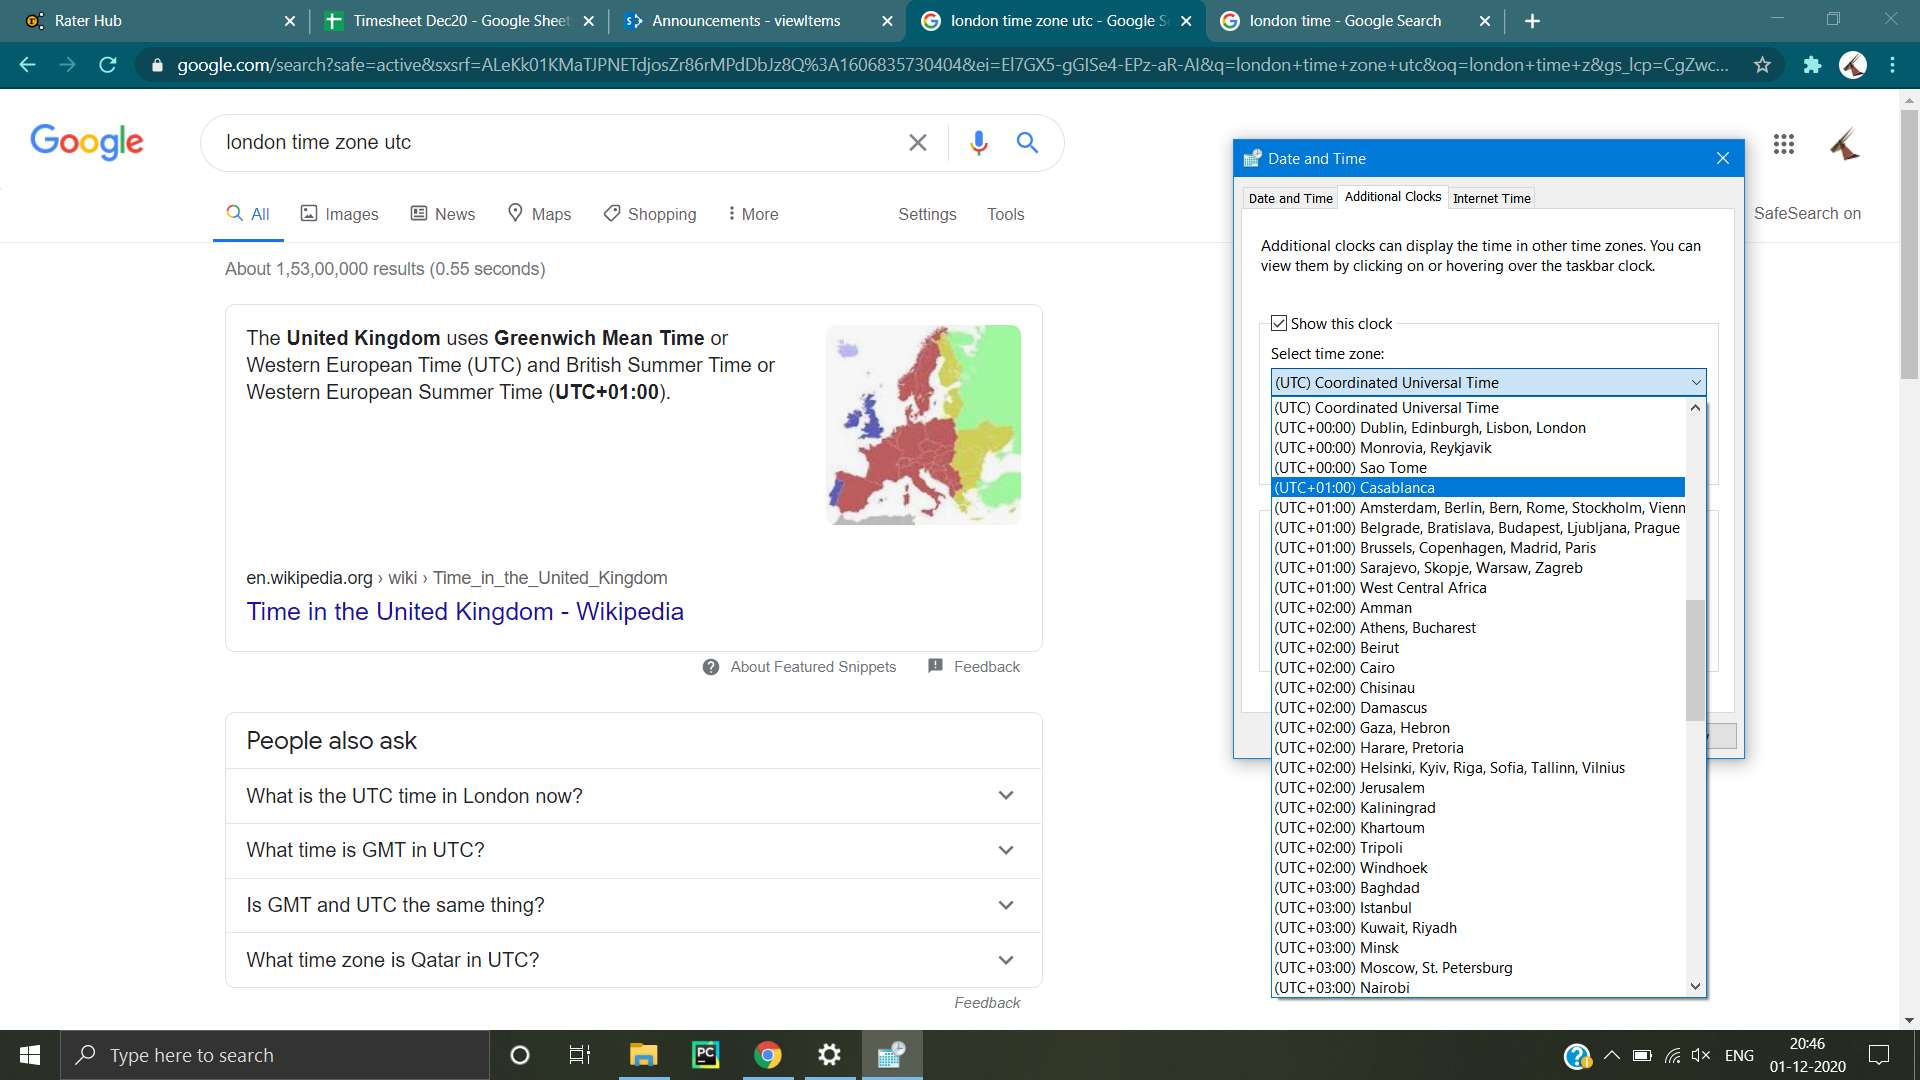 Rater Hub
Timesheet Dec20 - Google Sheet
Announcements - viewItems
london time zone utc - Google S
london time - Google Search
google.com/search?safe=active&sxsrf=ALeKk01KMaTJPNETdjosZr86rMPdDbJz8Q%3A1606835730404&ei=El7GX5-gGISe4-EPz-aR-AI&q=london+time+zone+utc&oq=london+time+z&gs_lcp=CgZwc...
Google
london time zone utc
All
Images
News
Maps
Shopping
More
Settings
Tools
SafeSearch on
About 1,53,00,000 results (0.55 seconds)
The United Kingdom uses Greenwich Mean Time or
Western European Time (UTC) and British Summer Time or
Western European Summer Time (UTC+01:00).
en.wikipedia.org › wiki › Time_in_the_United_Kingdom
Time in the United Kingdom - Wikipedia
About Featured Snippets
Feedback
People also ask
What is the UTC time in London now?
What time is GMT in UTC?
Is GMT and UTC the same thing?
What time zone is Qatar in UTC?
Feedback
Date and Time
Date and Time
Additional Clocks
Internet Time
Additional clocks can display the time in other time zones. You can
view them by clicking on or hovering over the taskbar clock.
Show this clock
Select time zone:
(UTC) Coordinated Universal Time
(UTC) Coordinated Universal Time
(UTC+00:00) Dublin, Edinburgh, Lisbon, London
(UTC+00:00) Monrovia, Reykjavik
(UTC+00:00) Sao Tome
(UTC+01:00) Casablanca
(UTC+01:00) Amsterdam, Berlin, Bern, Rome, Stockholm, Vienn
(UTC+01:00) Belgrade, Bratislava, Budapest, Ljubljana, Prague
(UTC+01:00) Brussels, Copenhagen, Madrid, Paris
(UTC+01:00) Sarajevo, Skopje, Warsaw, Zagreb
(UTC+01:00) West Central Africa
(UTC+02:00) Amman
(UTC+02:00) Athens, Bucharest
(UTC+02:00) Beirut
(UTC+02:00) Cairo
(UTC+02:00) Chisinau
(UTC+02:00) Damascus
(UTC+02:00) Gaza, Hebron
(UTC+02:00) Harare, Pretoria
(UTC+02:00) Helsinki, Kyiv, Riga, Sofia, Tallinn, Vilnius
(UTC+02:00) Jerusalem
(UTC+02:00) Kaliningrad
(UTC+02:00) Khartoum
(UTC+02:00) Tripoli
(UTC+02:00) Windhoek
(UTC+03:00) Baghdad
(UTC+03:00) Istanbul
(UTC+03:00) Kuwait, Riyadh
(UTC+03:00) Minsk
(UTC+03:00) Moscow, St. Petersburg
(UTC+03:00) Nairobi
Type here to search
PC
ENG
20:46
01-12-2020